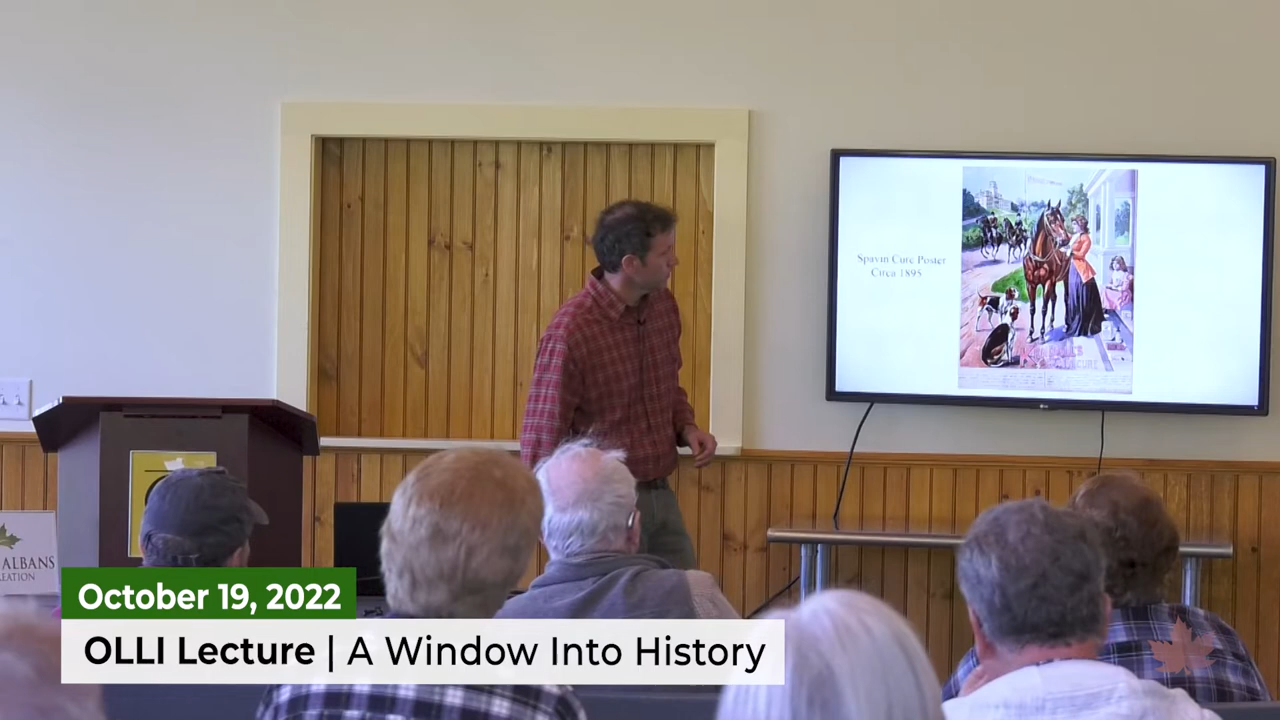 Spavin Cure Poster
Circa 1895
ALBANS
October 19, 2022
OLLI Lecture | A Window Into History